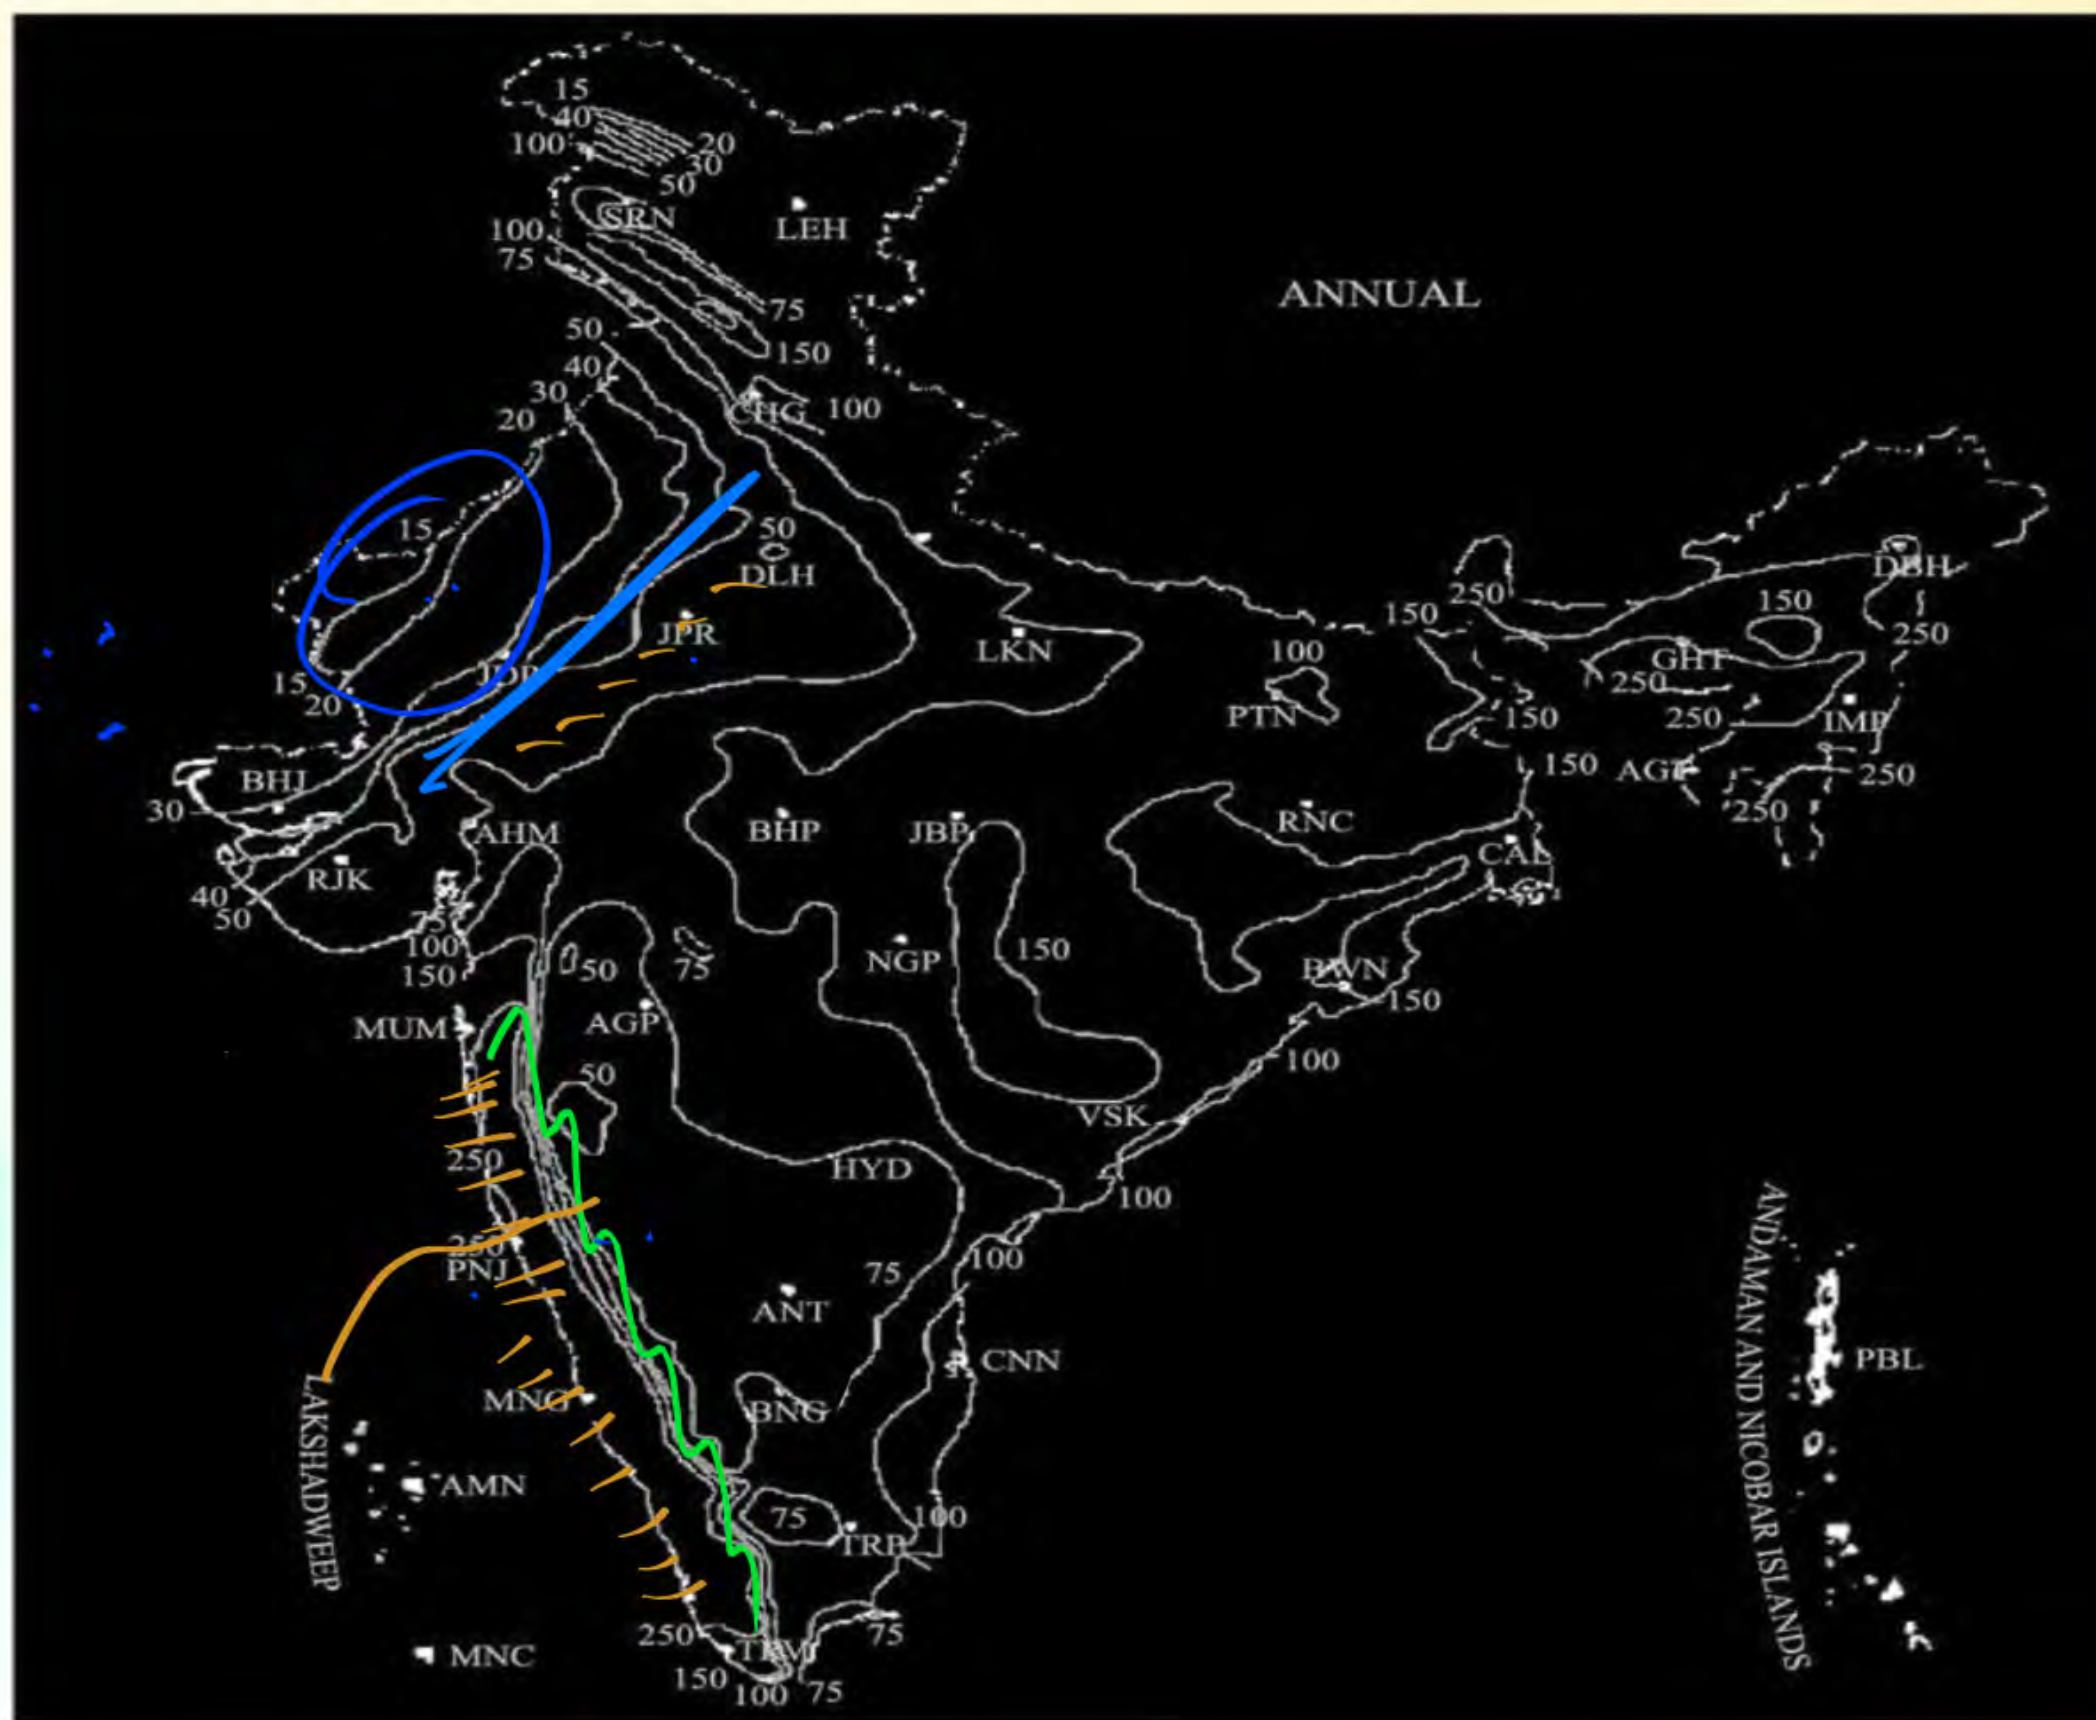 15
40
100
20
30
50
SRN
LEH
100
75
ANNUAL
75
50
150
40
30
CHG
100
20
15
50
DLH
DBH
250
150
150
JPR
LKN
100
250
GHT
JDP
15
20
250
PTN
150
250
IMP
BHJ
150
AGT
250
30
250
AHM
BHP
JBP
RNC
CAL
RJK
40
50
75
100
150
50
75
NGP
150
BWN
150
MUM
AGP
50
100
VSK
250
HYD
100
250
PNJ
75
100
ANT
CNN
PBL
MNG
BNG
AMN
75
100
TRP
LAKSHADWEEP
ANDAMAN AND NICOBAR ISLANDS
250
75
TRV
MNC
150
100
75